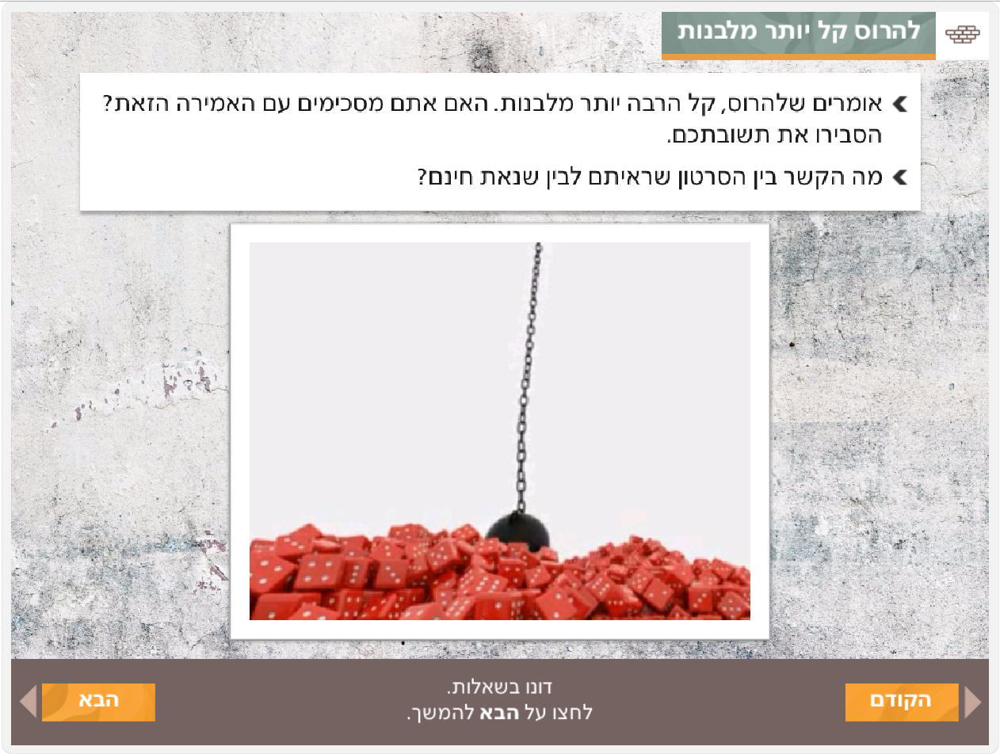 להרוס קל יותר מלבנות
אומרים שלהרוס, קל הרבה יותר מלבנות. האם אתם מסכימים עם האמירה הזאת?
הסבירו את תשובתכם.
מה הקשר בין הסרטון שראיתם לבין שנאת חינם?
דונו בשאלות.
לחצו על הבא להמשך.
הקודם
הבא